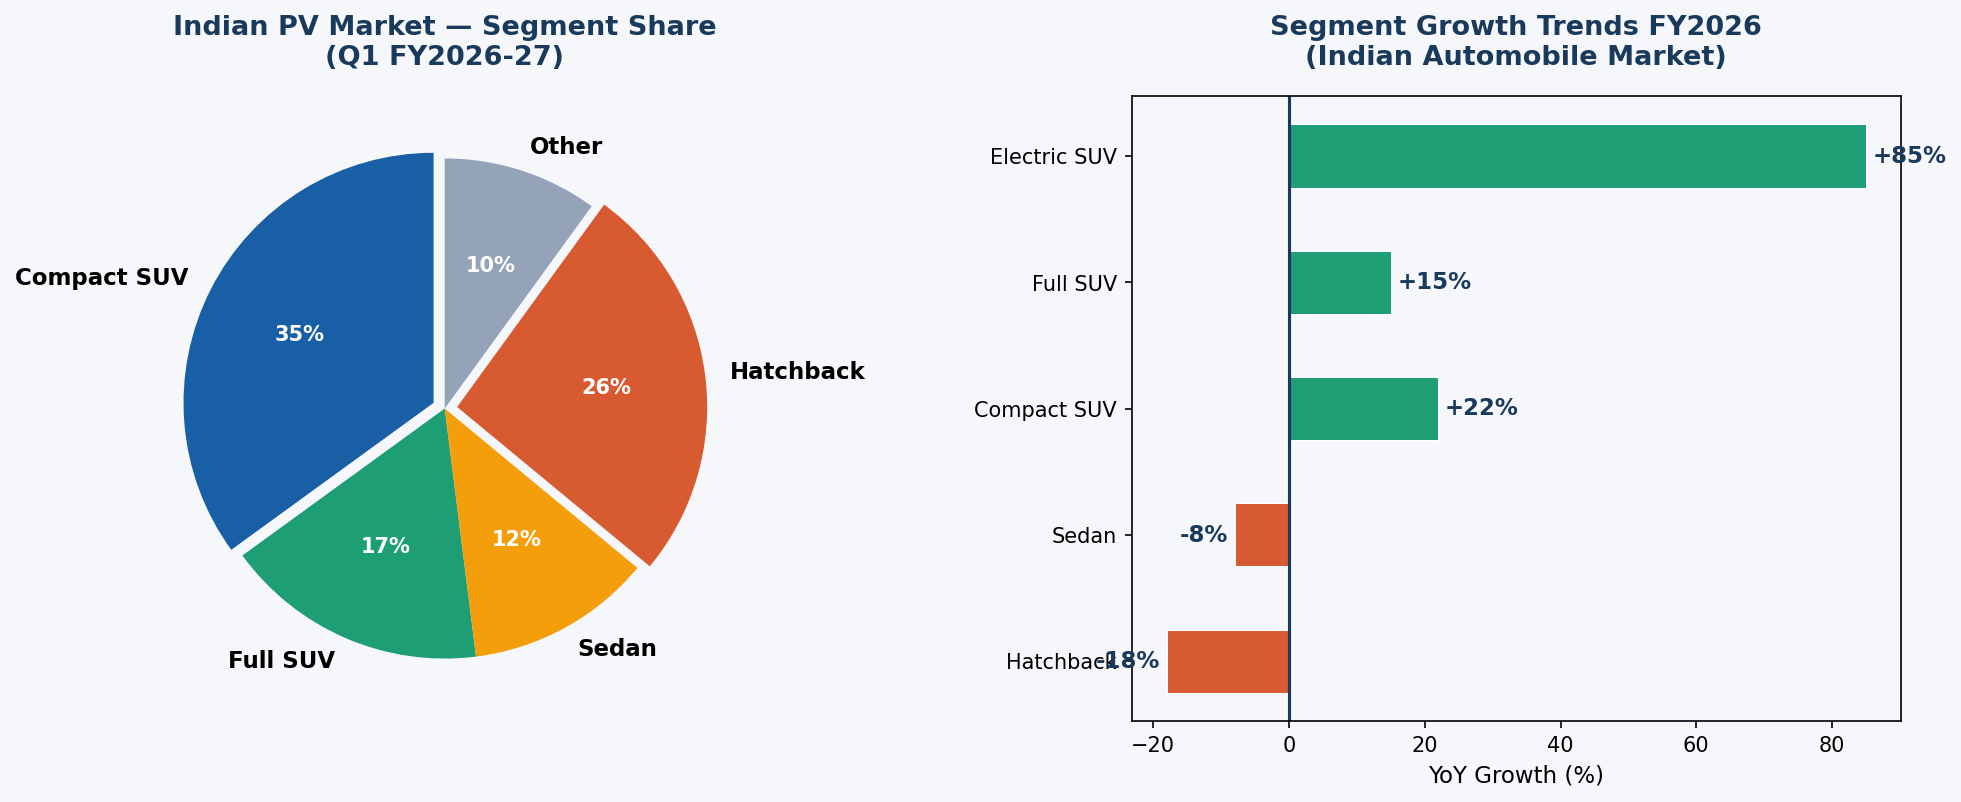 Indian PV Market — Segment Share
(Q1 FY2026-27)
Other
10%
Compact SUV
35%
Hatchback
26%
17%
12%
Full SUV
Sedan
Segment Growth Trends FY2026
(Indian Automobile Market)
Electric SUV
+85%
Full SUV
+15%
Compact SUV
+22%
Sedan
-8%
Hatchback
-18%
−20
0
20
40
60
80
YoY Growth (%)